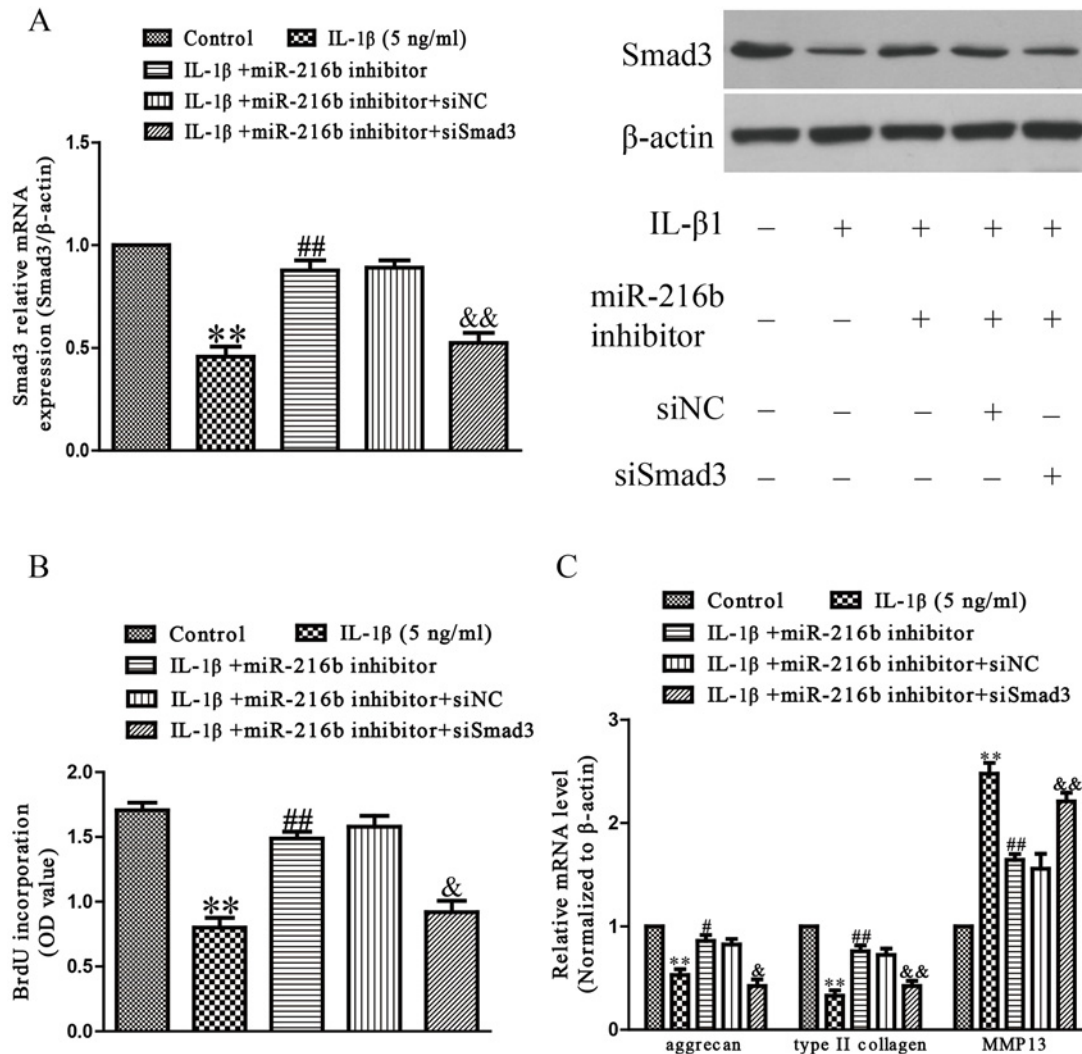 A
Control IL-1β (5 ng/ml)
IL-1β +miR-216b inhibitor
IL-1β +miR-216b inhibitor+siNC
IL-1β +miR-216b inhibitor+siSmad3
Smad3 relative mRNA
expression (Smad3/β-actin)
1.5
1.0
0.5
0.0
**
##
&&
Smad3
β-actin
IL-β1 – + + + +
miR-216b
inhibitor – – + + +
siNC – – – + –
siSmad3 – – – – +
B
Control IL-1β (5 ng/ml)
IL-1β +miR-216b inhibitor
IL-1β +miR-216b inhibitor+siNC
IL-1β +miR-216b inhibitor+siSmad3
BrdU incorporation
(OD value)
2.0
1.5
1.0
0.5
0.0
**
##
&
C
Control IL-1β (5 ng/ml)
IL-1β +miR-216b inhibitor
IL-1β +miR-216b inhibitor+siNC
IL-1β +miR-216b inhibitor+siSmad3
Relative mRNA level
(Normalized to β-actin)
3
2
1
0
** # &
** ## &&
** ## &&
aggrecan type II collagen MMP13